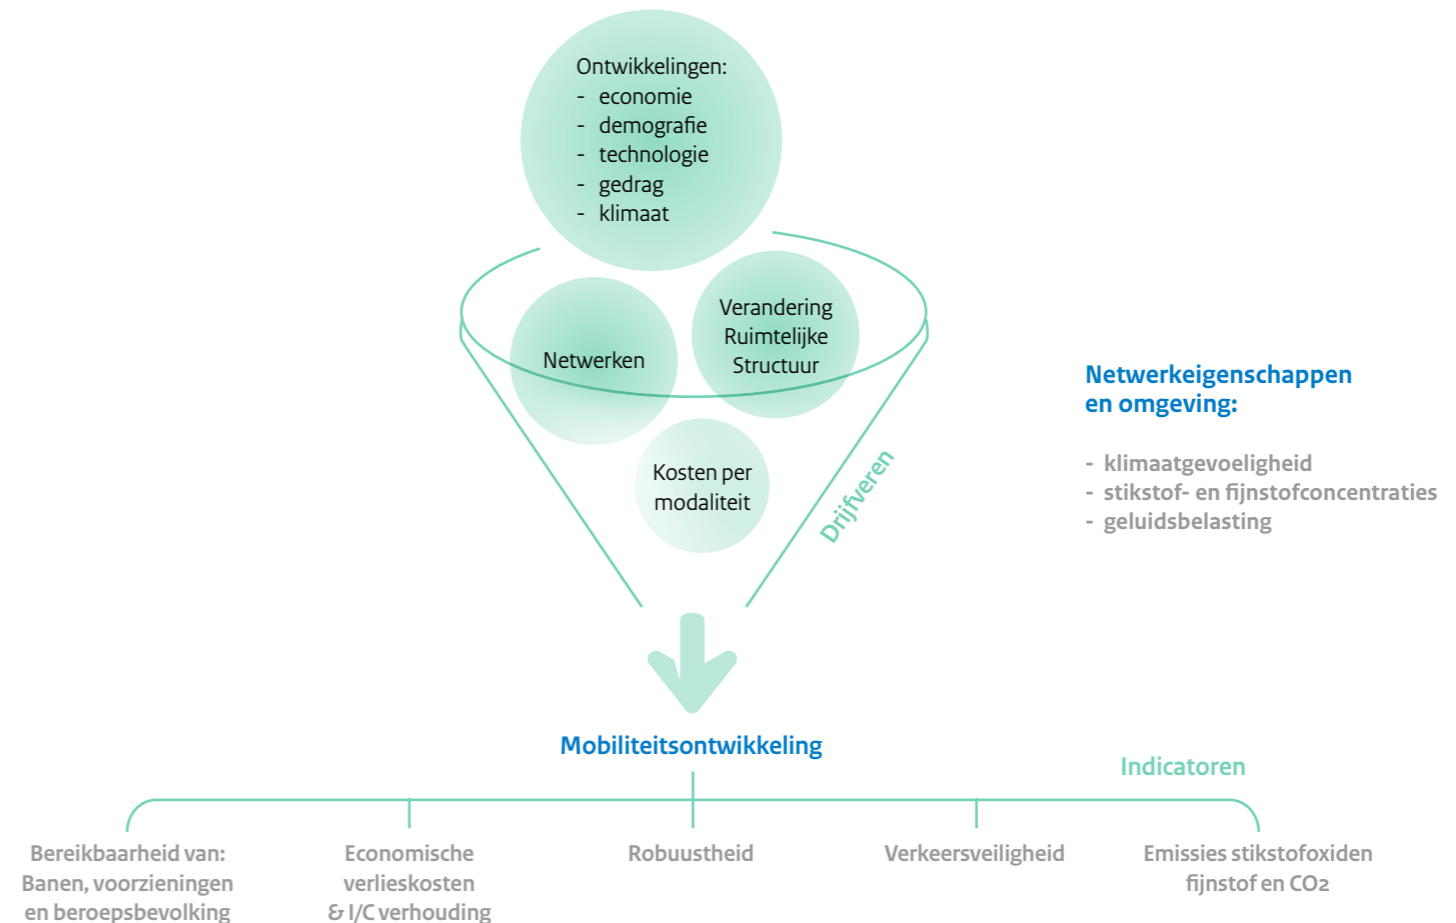 Ontwikkelingen:
- economie
- demografie
- technologie
- gedrag
- klimaat
Netwerken
Verandering
Ruimtelijke
Structuur
Kosten per
modaliteit
Drijfveren
Netwerkeigenschappen
en omgeving:
- klimaatgevoeligheid
- stikstof- en fijnstofconcentraties
- geluidsbelasting
Mobiliteitsontwikkeling
Indicatoren
Bereikbaarheid van:
Banen, voorzieningen
en beroepsbevolking
Economische
verlieskosten
& I/C verhouding
Robuustheid
Verkeersveiligheid
Emissies stikstofoxiden
fijnstof en CO2